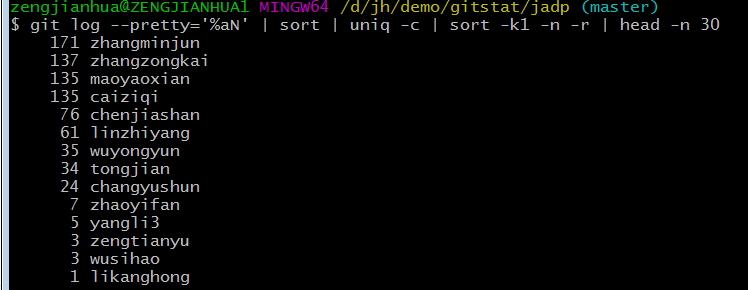 zengjianhua@ZENGJIANHUA1 MINGW64 /d/jh/demo/gitstat/jadp (master)
$ git log --pretty='%aN' | sort | uniq -c | sort -k1 -n -r | head -n 30
171 zhangminjun
137 zhangzongkai
135 maoyaoxian
135 caiziqi
76 chenjiashan
61 linzhiyang
35 wuyongyun
34 tongjian
24 changyushun
7 zhaoyifan
5 yangli3
3 zengtianyu
3 wusihao
1 likanghong